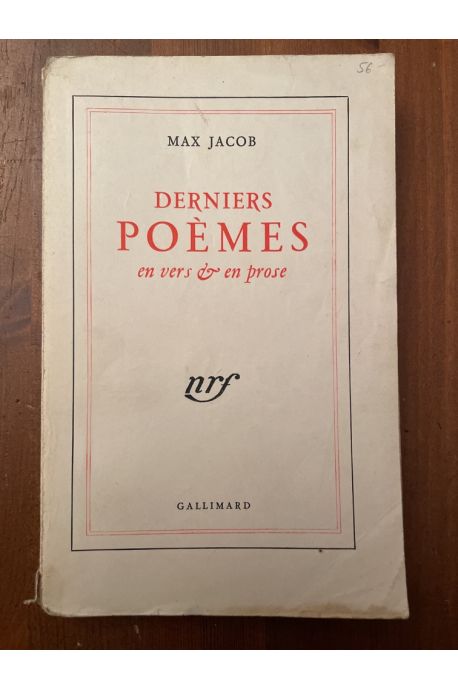 56-
MAX JACOB
DERNIERS
POÈMES
en vers & en prose
nrf
GALLIMARD